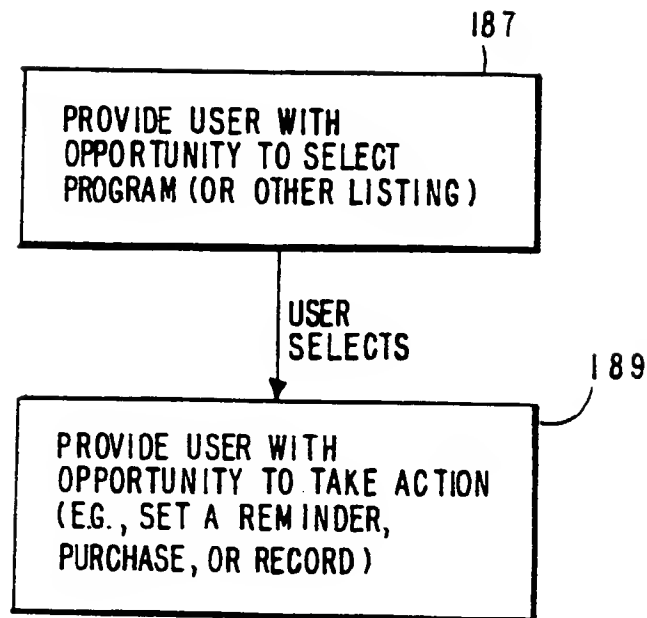 187
PROVIDE USER WITH
OPPORTUNITY TO SELECT
PROGRAM (OR OTHER LISTING)
USER
SELECTS
189
PROVIDE USER WITH
OPPORTUNITY TO TAKE ACTION
(E.G., SET A REMINDER,
PURCHASE, OR RECORD)